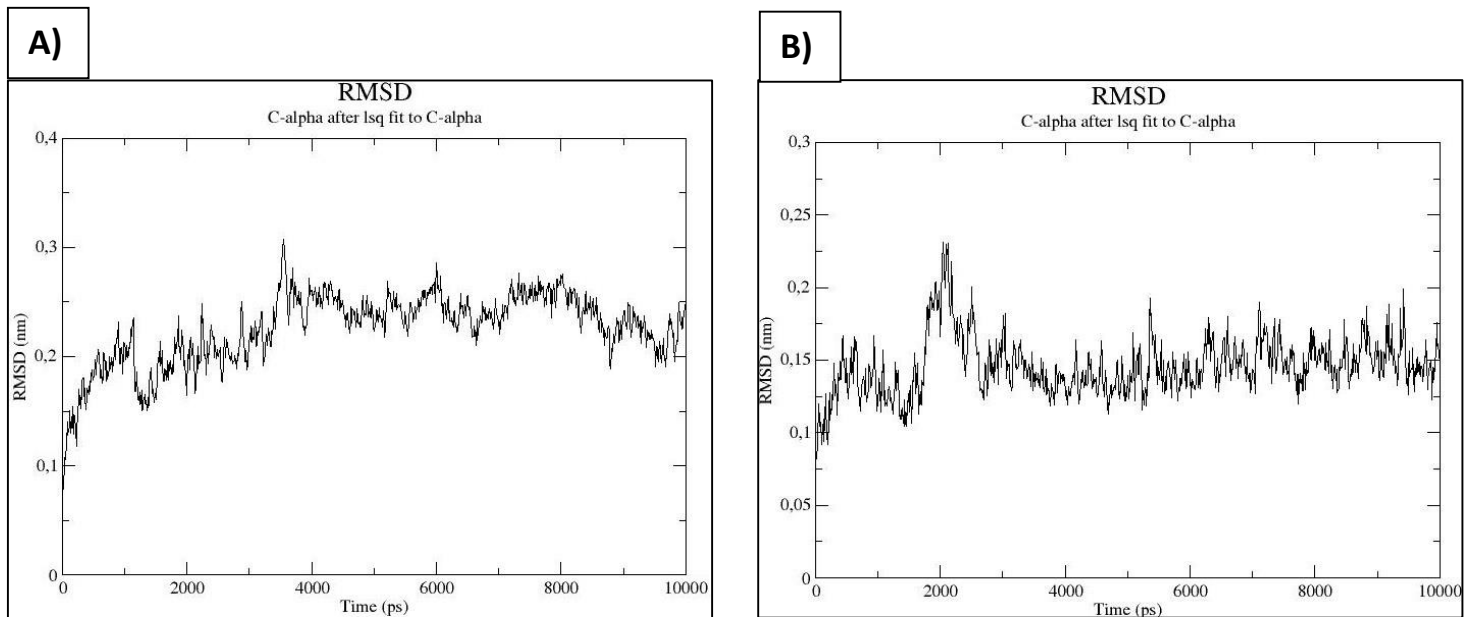 A)
RMSD
C-alpha after lsq fit to C-alpha
0,4
0,3
0,2
0,1
0
RMSD (nm)
0 2000 4000 6000 8000 10000
Time (ps)
B)
RMSD
C-alpha after lsq fit to C-alpha
0,3
0,25
0,2
0,15
0,1
0,05
0
RMSD (nm)
0 2000 4000 6000 8000 10000
Time (ps)